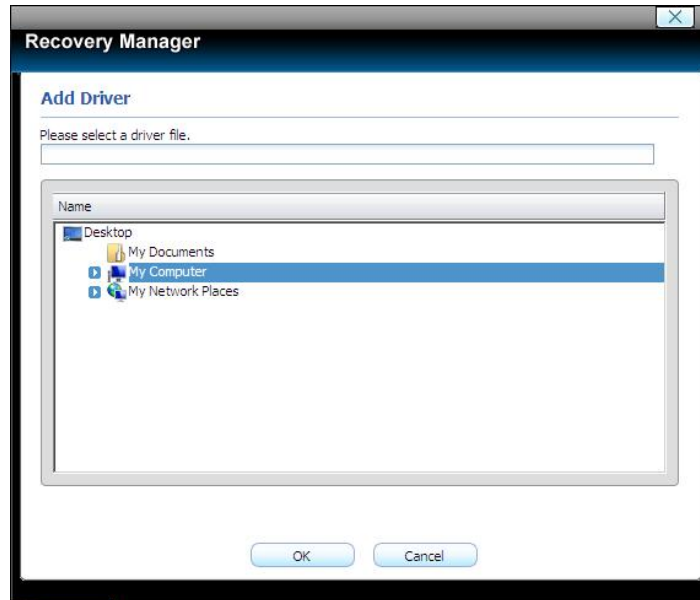 Recovery Manager
Add Driver
Please select a driver file.
Name
Desktop
My Documents
My Computer
My Network Places
OK
Cancel